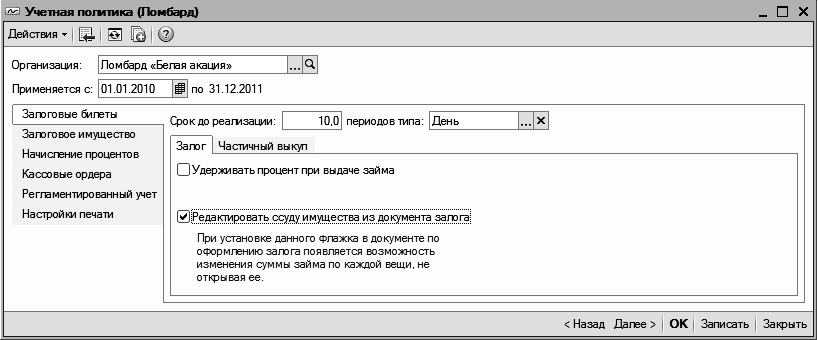 Учетная политика (Ломбард)
Действия
Организация: Ломбард «Белая акация»
Применяется с: 01.01.2010 по 31.12.2011
Залоговые билеты
Залоговое имущество
Начисление процентов
Кассовые ордера
Регламентированный учет
Настройки печати
Срок до реализации: 10,0 периодов типа: День
Залог Частичный выкуп
Удерживать процент при выдаче займа
Редактировать ссуду имущества из документа залога
При установке данного флажка в документе по
оформлению залога появляется возможность
изменения суммы займа по каждой вещи, не
открывая ее.
< Назад Далее > OK Записать Закрыть